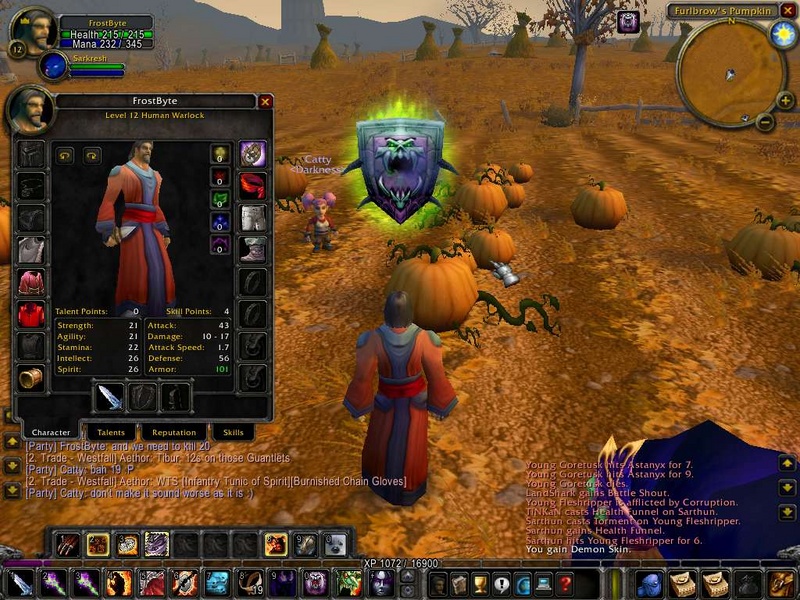 FrostByte
Health 215 / 215
Mana 232 / 345
12
Sarkresh
Furlbrow's Pumpkin
N
FrostByte
Level 12 Human Warlock
0
0
0
0
0
Catty
<Darkness
Talent Points: 0 Skill Points: 4
Strength: 21
Agility: 21
Stamina: 22
Intellect: 26
Spirit: 26
Attack: 43
Damage: 10 - 17
Attack Speed: 1.7
Defense: 56
Armor: 101
Character Talents Reputation Skills
[Party] FrostByte: and we need to kill 20
[2. Trade - Westfall] Aethor: Tibur: 12s on those Guantlets
[Party] Catty: bah 19 :P
[2. Trade - Westfall] Aethor: WTS [Infantry Tunic of Spirit][Burnished Chain Gloves]
[Party] Catty: don't make it sound worse as it is :)
Young Goretusk hits Astanyx for 7.
Young Goretusk hits Astanyx for 9.
Young Goretusk dies.
LandShark gains Battle Shout.
Young Fleshripper is afflicted by Corruption.
casts Health Funnel on Sarthun.
Sarthun casts Torment on Young Fleshripper.
Sarthun gains Health Funnel.
Sarthun hits Young Fleshripper for 6.
You gain Demon Skin.
XP 1072 / 16900
19